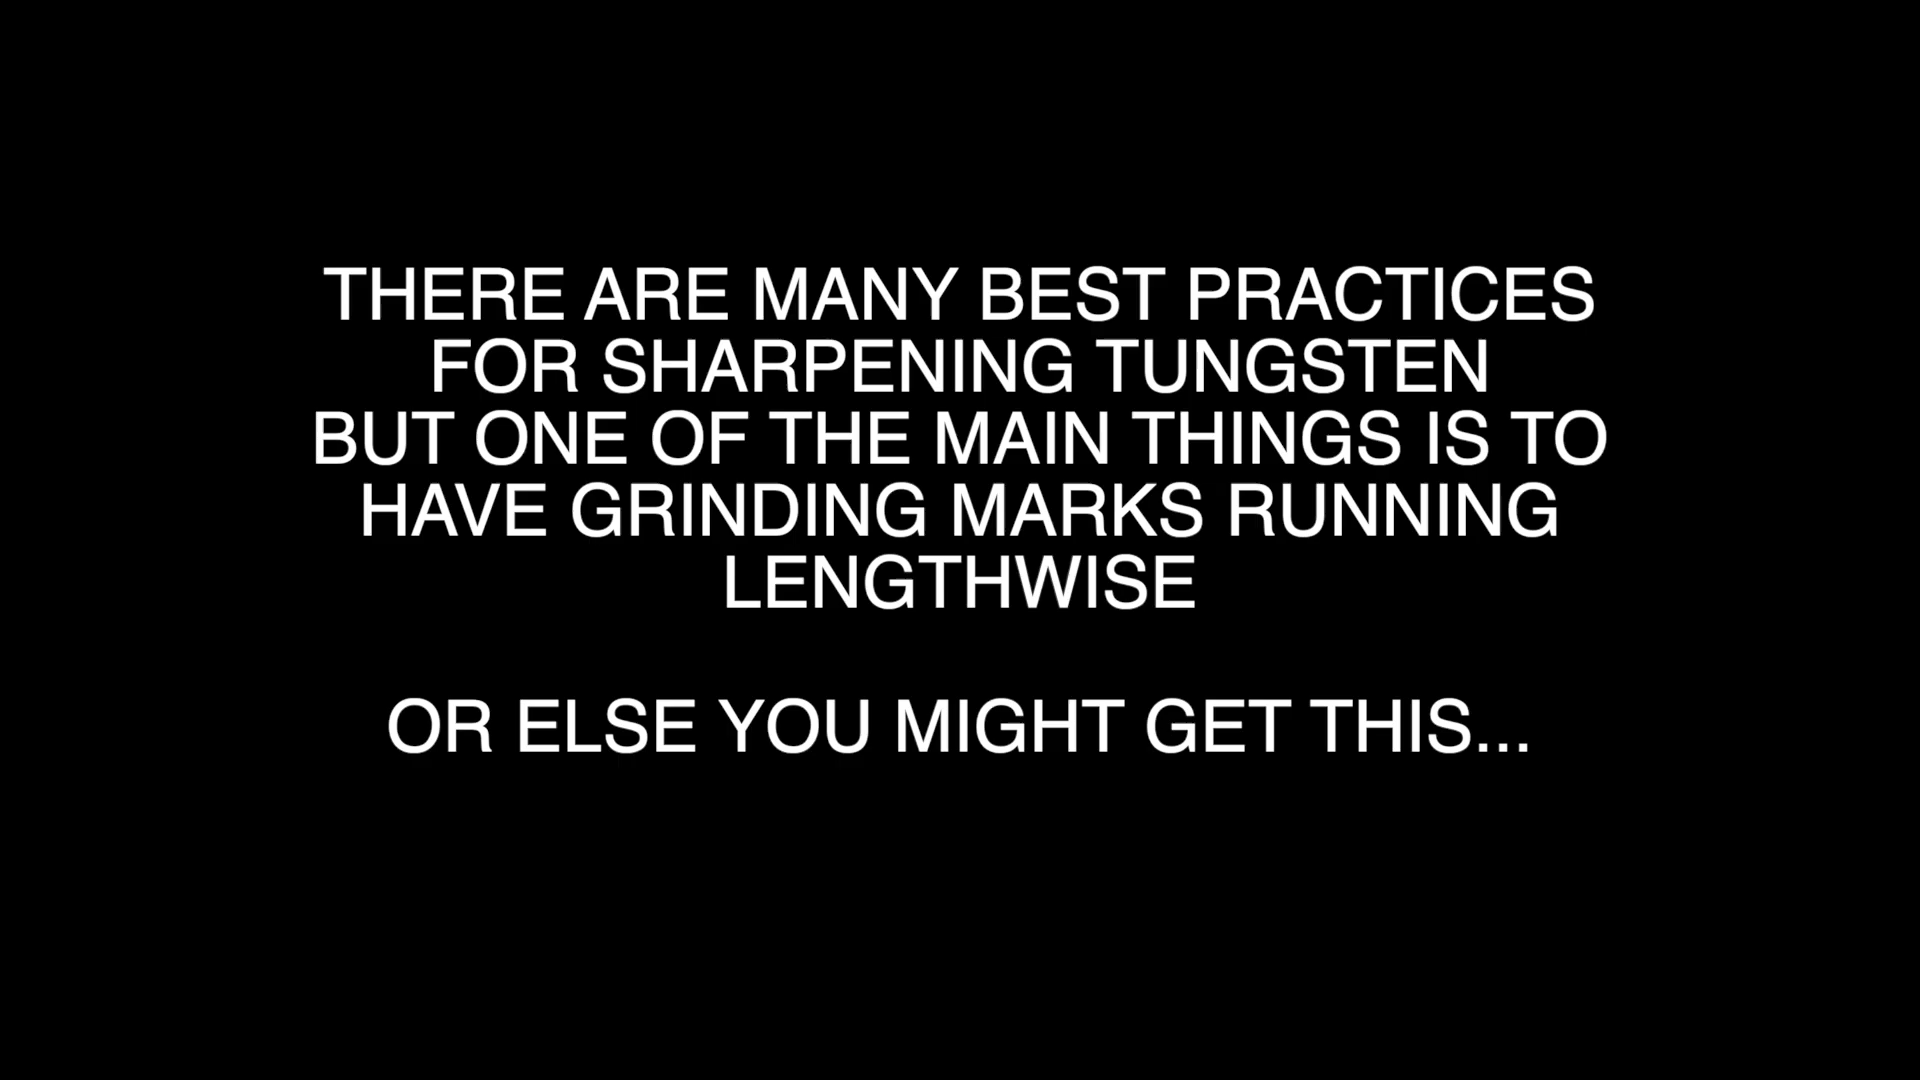 THERE ARE MANY BEST PRACTICES
FOR SHARPENING TUNGSTEN
BUT ONE OF THE MAIN THINGS IS TO
HAVE GRINDING MARKS RUNNING
LENGTHWISE
OR ELSE YOU MIGHT GET THIS...